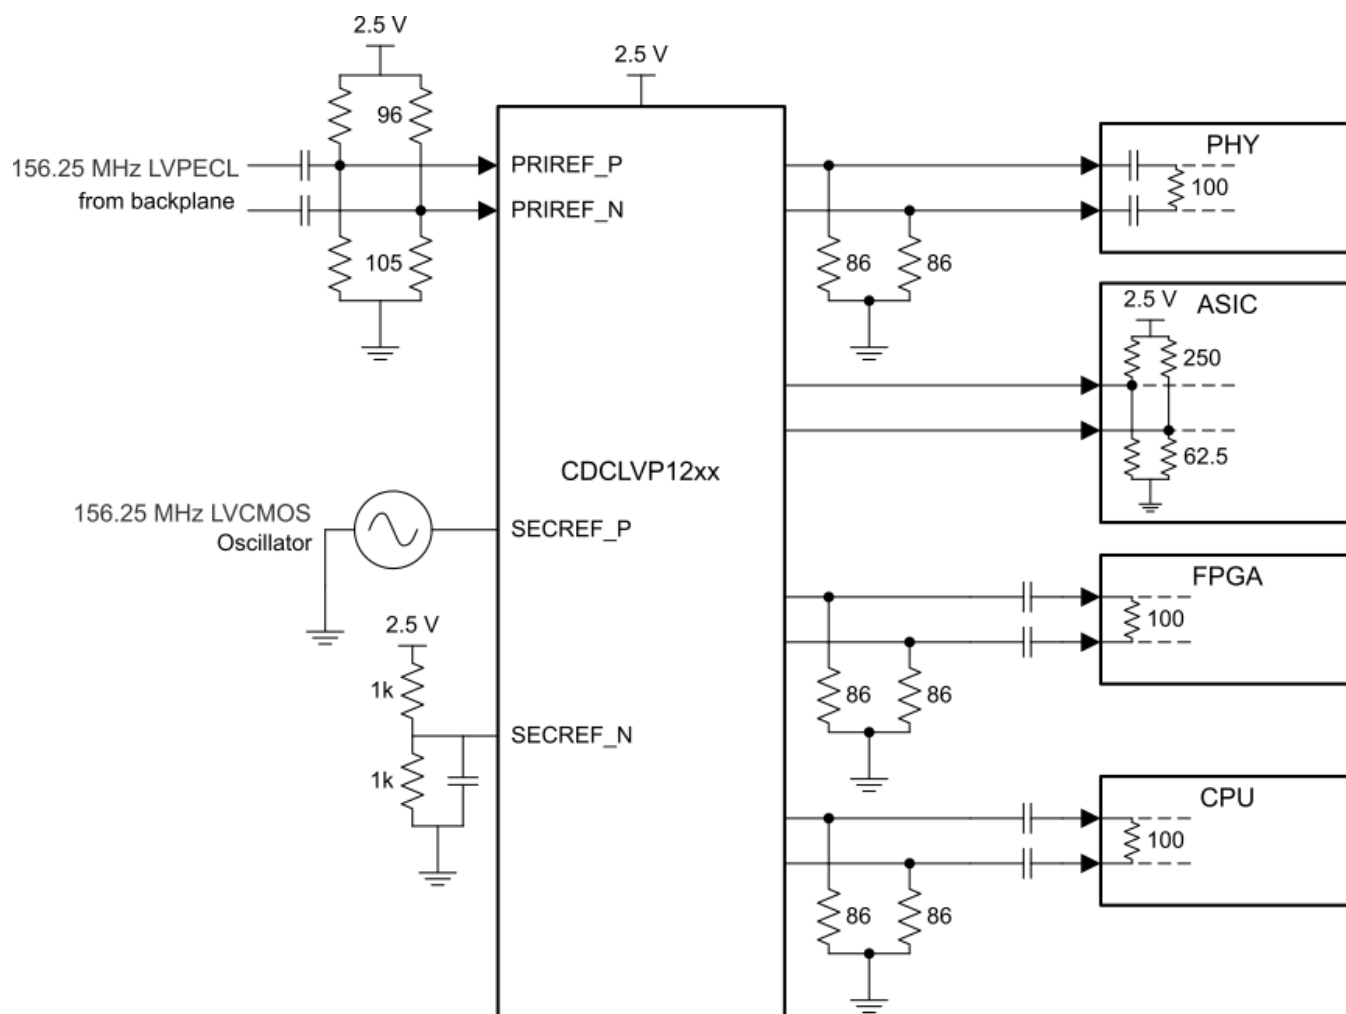 2.5 V
96
156.25 MHz LVPECL
from backplane
105
2.5 V
PRIREF_P
PRIREF_N
CDCLVP12xx
156.25 MHz LVCMOS
Oscillator
SECREF_P
2.5 V
1k
SECREF_N
1k
86
86
PHY
100
ASIC
2.5 V
250
62.5
FPGA
100
86
86
CPU
100
86
86